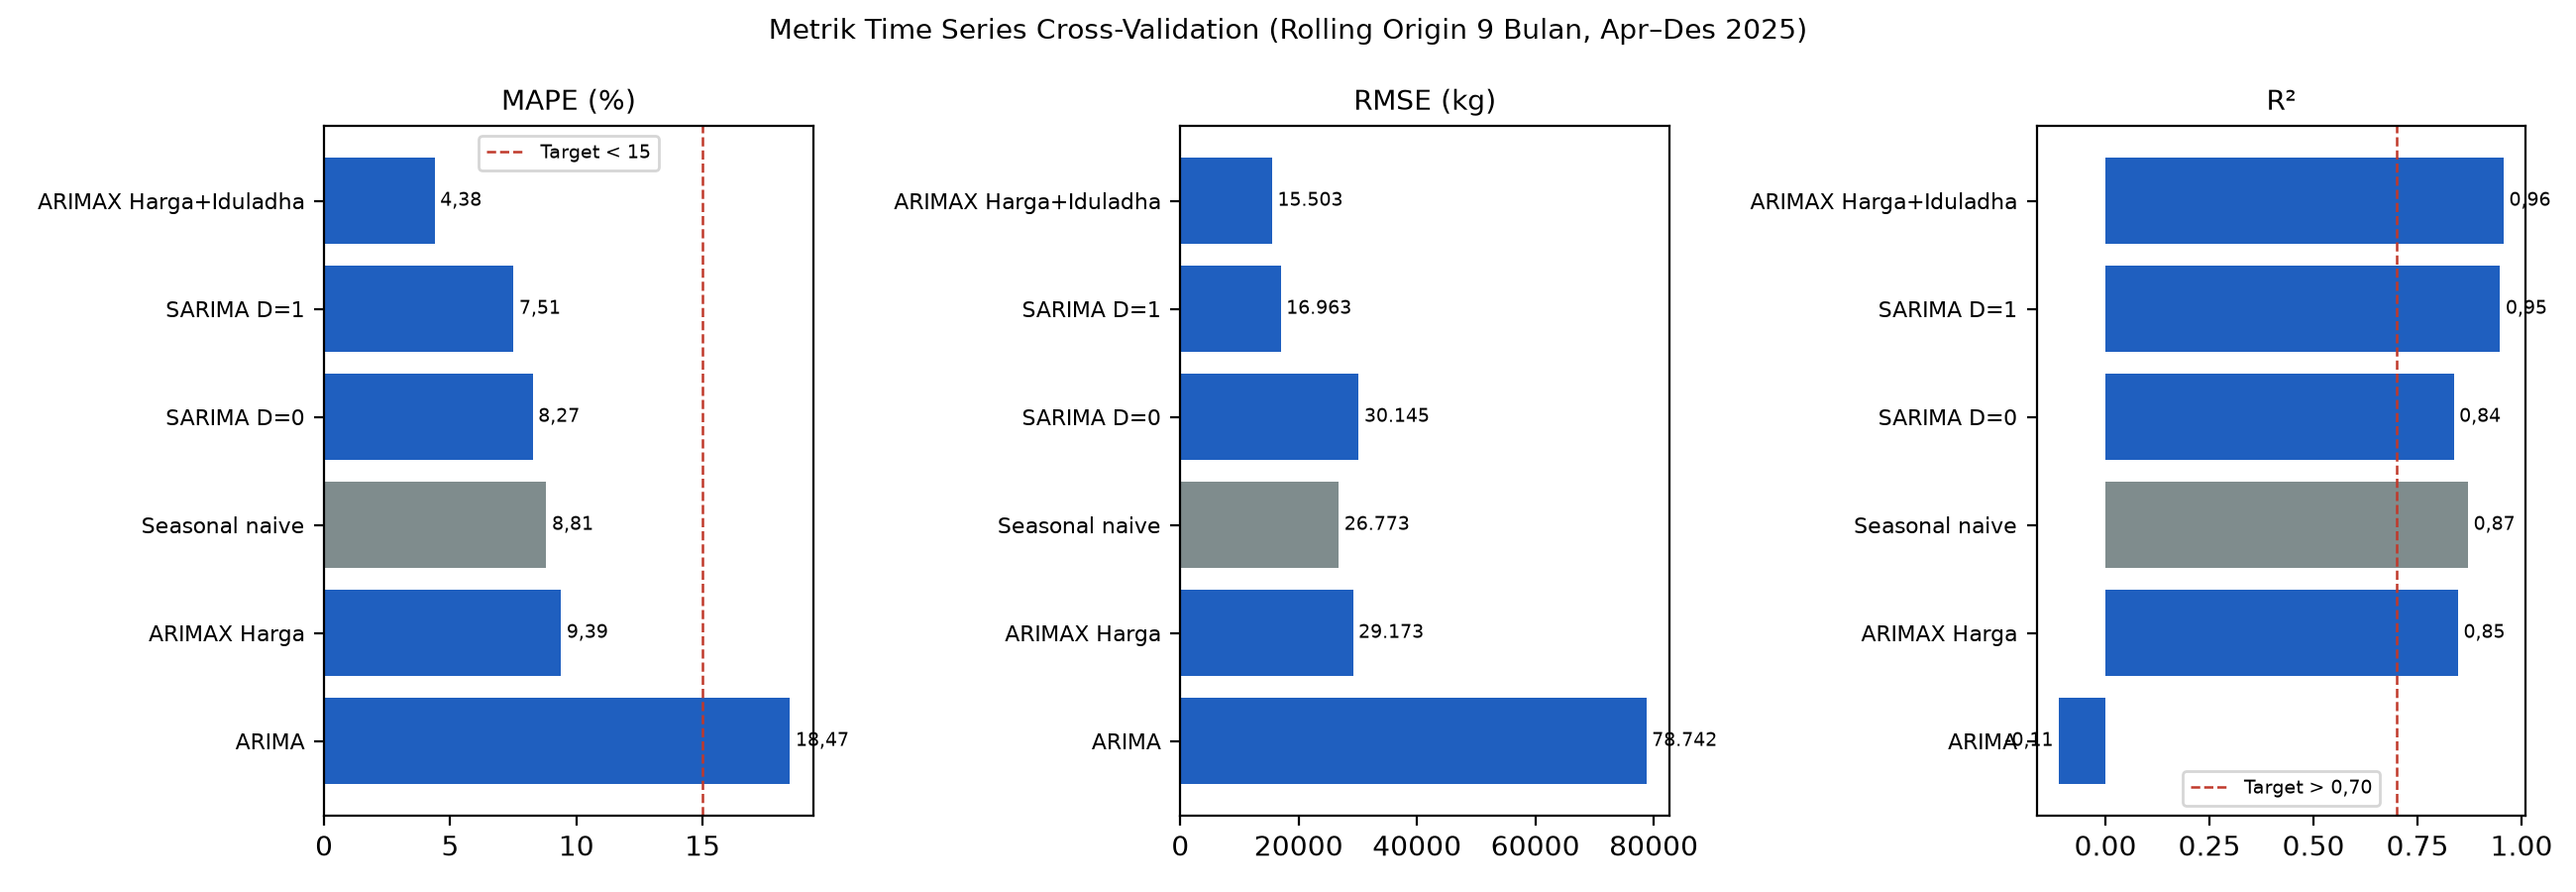 Metrik Time Series Cross-Validation (Rolling Origin 9 Bulan, Apr–Des 2025)
MAPE (%)
Target < 15
ARIMAX Harga+Iduladha
4,38
SARIMA D=1
7,51
SARIMA D=0
8,27
Seasonal naive
8,81
ARIMAX Harga
9,39
ARIMA
18,47
0 5 10 15
RMSE (kg)
ARIMAX Harga+Iduladha
15.503
SARIMA D=1
16.963
SARIMA D=0
30.145
Seasonal naive
26.773
ARIMAX Harga
29.173
ARIMA
78.742
0 20000 40000 60000 80000
R²
ARIMAX Harga+Iduladha
0,96
SARIMA D=1
0,95
SARIMA D=0
0,84
Seasonal naive
0,87
ARIMAX Harga
0,85
ARIMA
-0,11
Target > 0,70
0.00 0.25 0.50 0.75 1.00